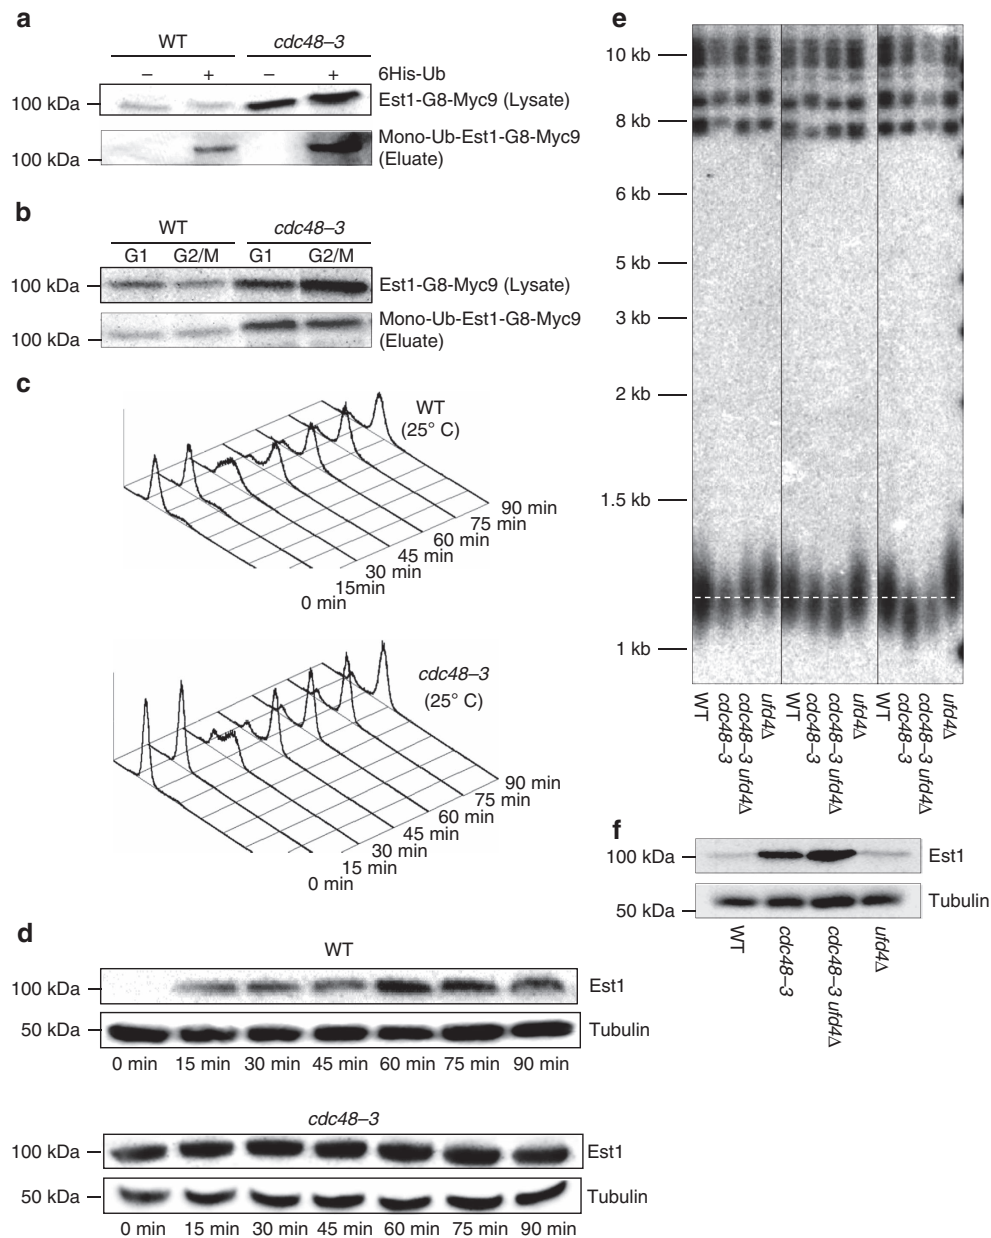 a
WT cdc48–3
– + – + 6His-Ub
100 kDa Est1-G8-Myc9 (Lysate)
100 kDa Mono-Ub-Est1-G8-Myc9
(Eluate)
b
WT cdc48–3
G1 G2/M G1 G2/M
100 kDa Est1-G8-Myc9 (Lysate)
100 kDa Mono-Ub-Est1-G8-Myc9
(Eluate)
c
WT
(25° C)
90 min
75 min
60 min
45 min
30 min
15min
0 min
cdc48–3
(25° C)
90 min
75 min
60 min
45 min
30 min
15 min
0 min
d
WT
100 kDa Est1
50 kDa Tubulin
0 min 15 min 30 min 45 min 60 min 75 min 90 min
cdc48–3
100 kDa Est1
50 kDa Tubulin
0 min 15 min 30 min 45 min 60 min 75 min 90 min
e
10 kb
8 kb
6 kb
5 kb
3 kb
2 kb
1.5 kb
1 kb
WT
cdc48–3
cdc48–3 ufd4Δ
ufd4Δ
WT
cdc48–3
cdc48–3 ufd4Δ
ufd4Δ
WT
cdc48–3
cdc48–3 ufd4Δ
ufd4Δ
f
100 kDa Est1
50 kDa Tubulin
WT
cdc48–3
cdc48–3 ufd4Δ
ufd4Δ